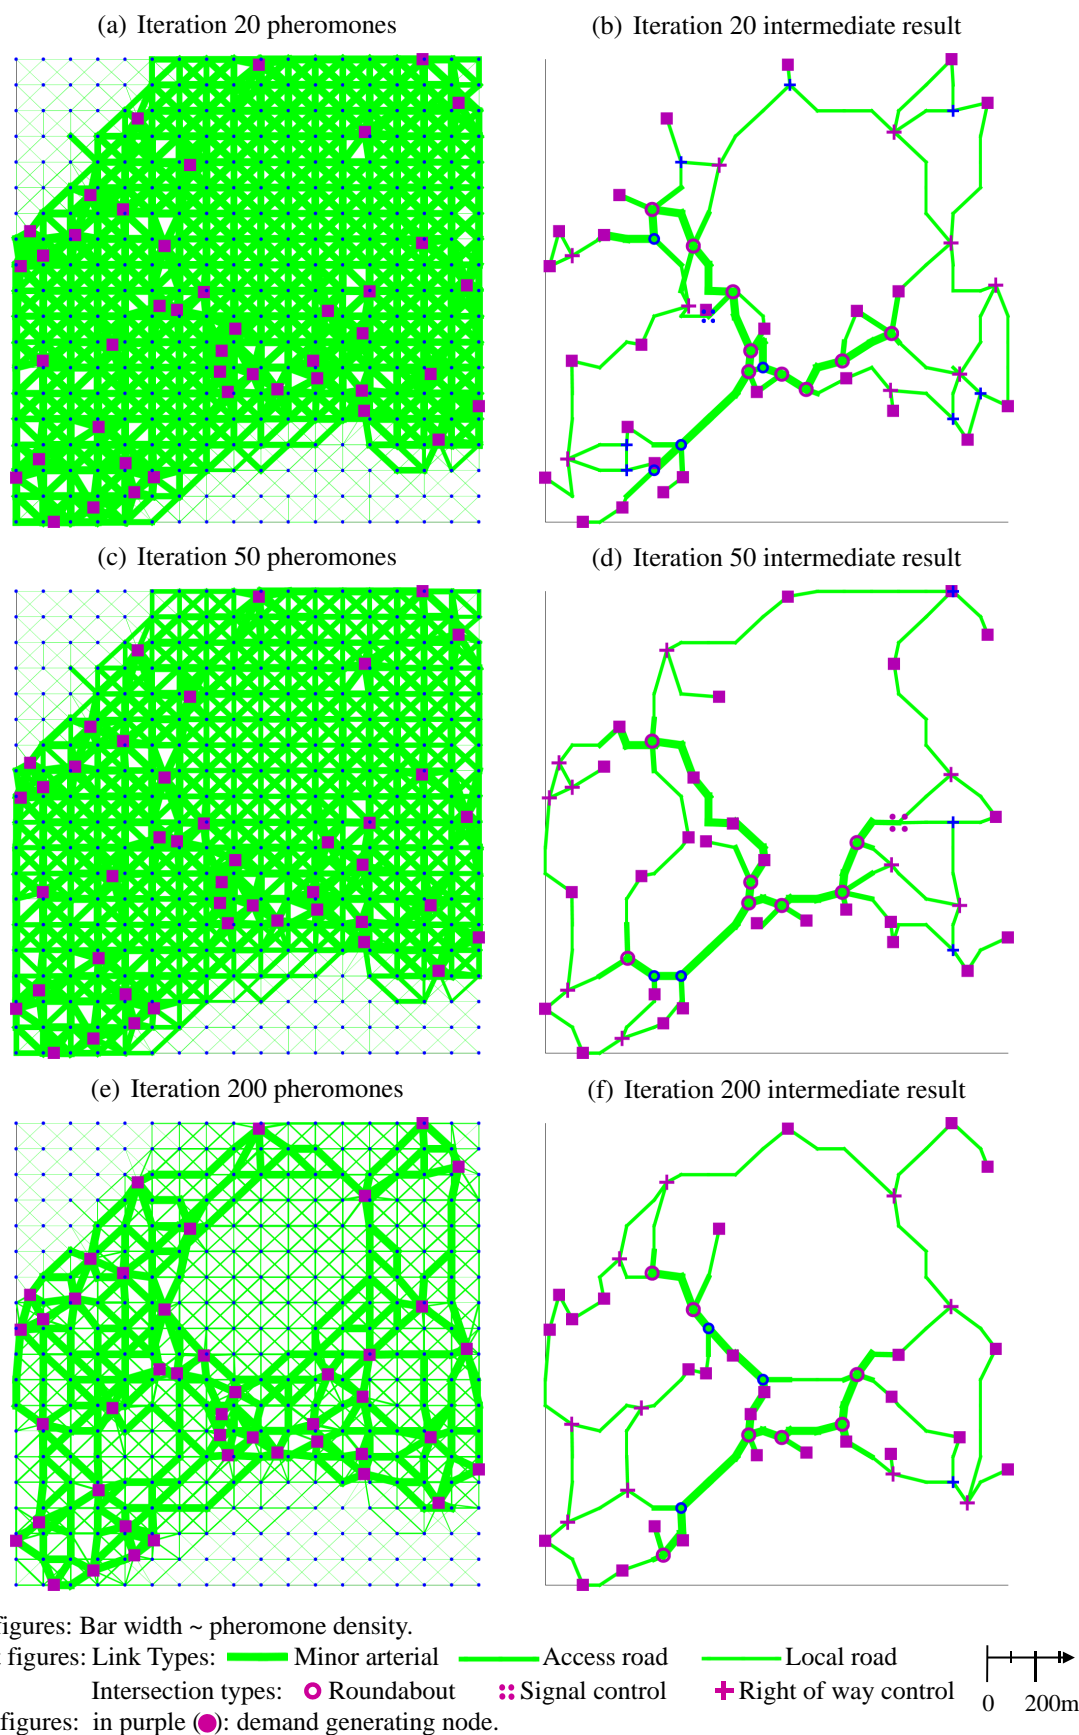 (a) Iteration 20 pheromones
(b) Iteration 20 intermediate result
(c) Iteration 50 pheromones
(d) Iteration 50 intermediate result
(e) Iteration 200 pheromones
(f) Iteration 200 intermediate result
figures: Bar width ~ pheromone density.
figures: Link Types: Minor arterial Access road Local road
Intersection types: Roundabout Signal control Right of way control
figures: in purple ( ): demand generating node.
0 200m